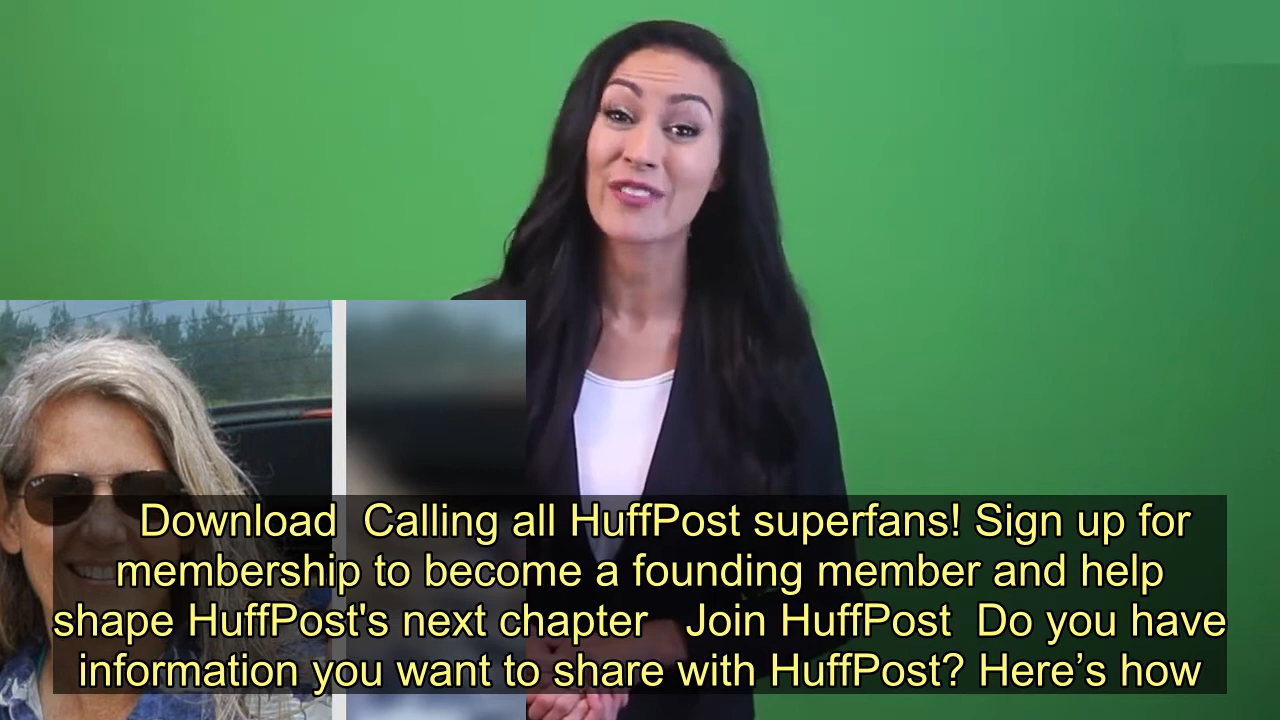 Download  Calling all HuffPost superfans! Sign up for
membership to become a founding member and help
shape HuffPost's next chapter   Join HuffPost  Do you have
information you want to share with HuffPost? Here’s how